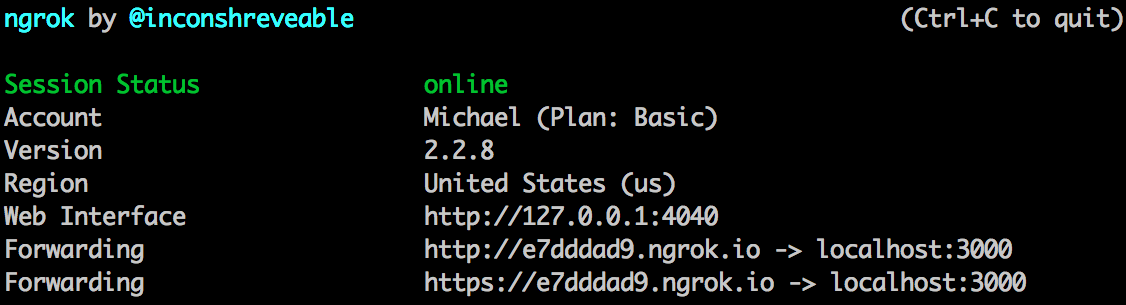 ngrok by @inconshreveable (Ctrl+C to quit)
Session Status online
Account Michael (Plan: Basic)
Version 2.2.8
Region United States (us)
Web Interface http://127.0.0.1:4040
Forwarding http://e7dddad9.ngrok.io -> localhost:3000
Forwarding https://e7dddad9.ngrok.io -> localhost:3000